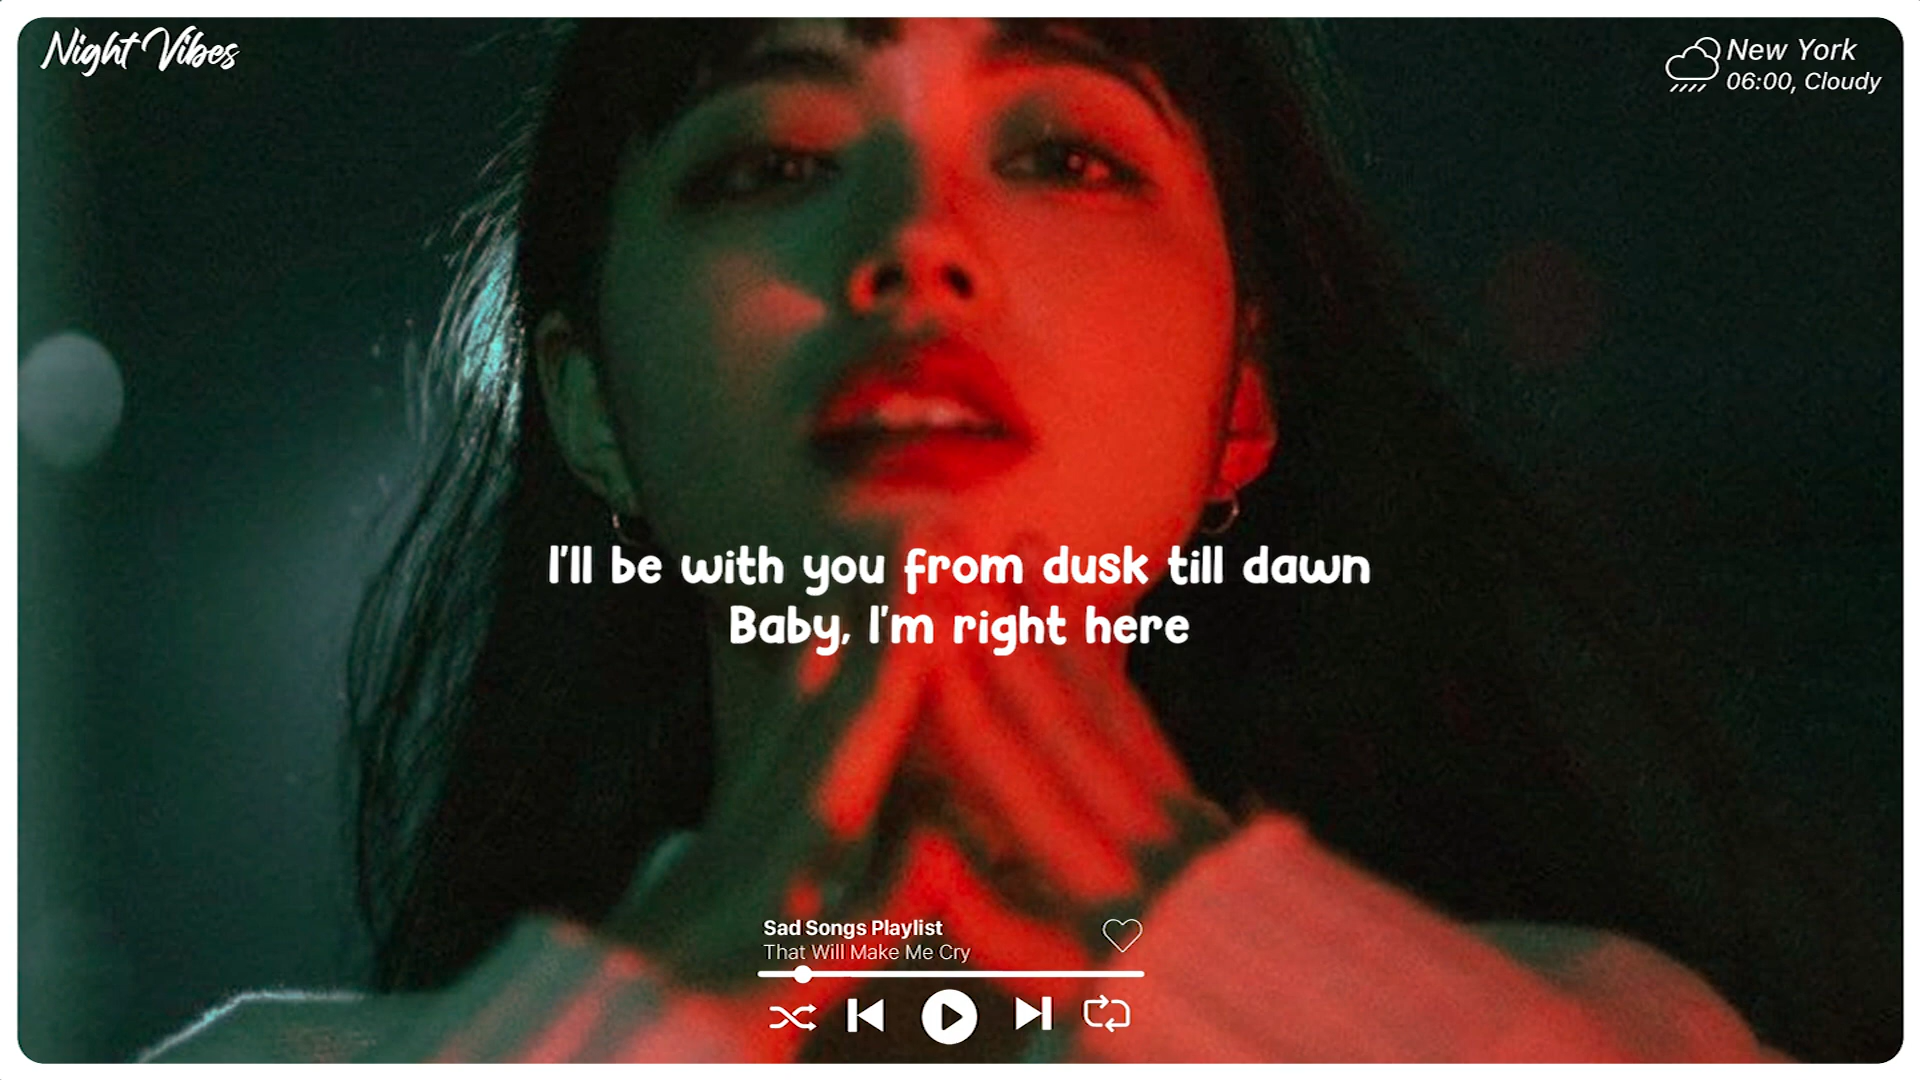 Night Vibes
New York
06:00, Cloudy
I'll be with you from dusk till dawn
Baby, I'm right here
Sad Songs Playlist
That Will Make Me Cry